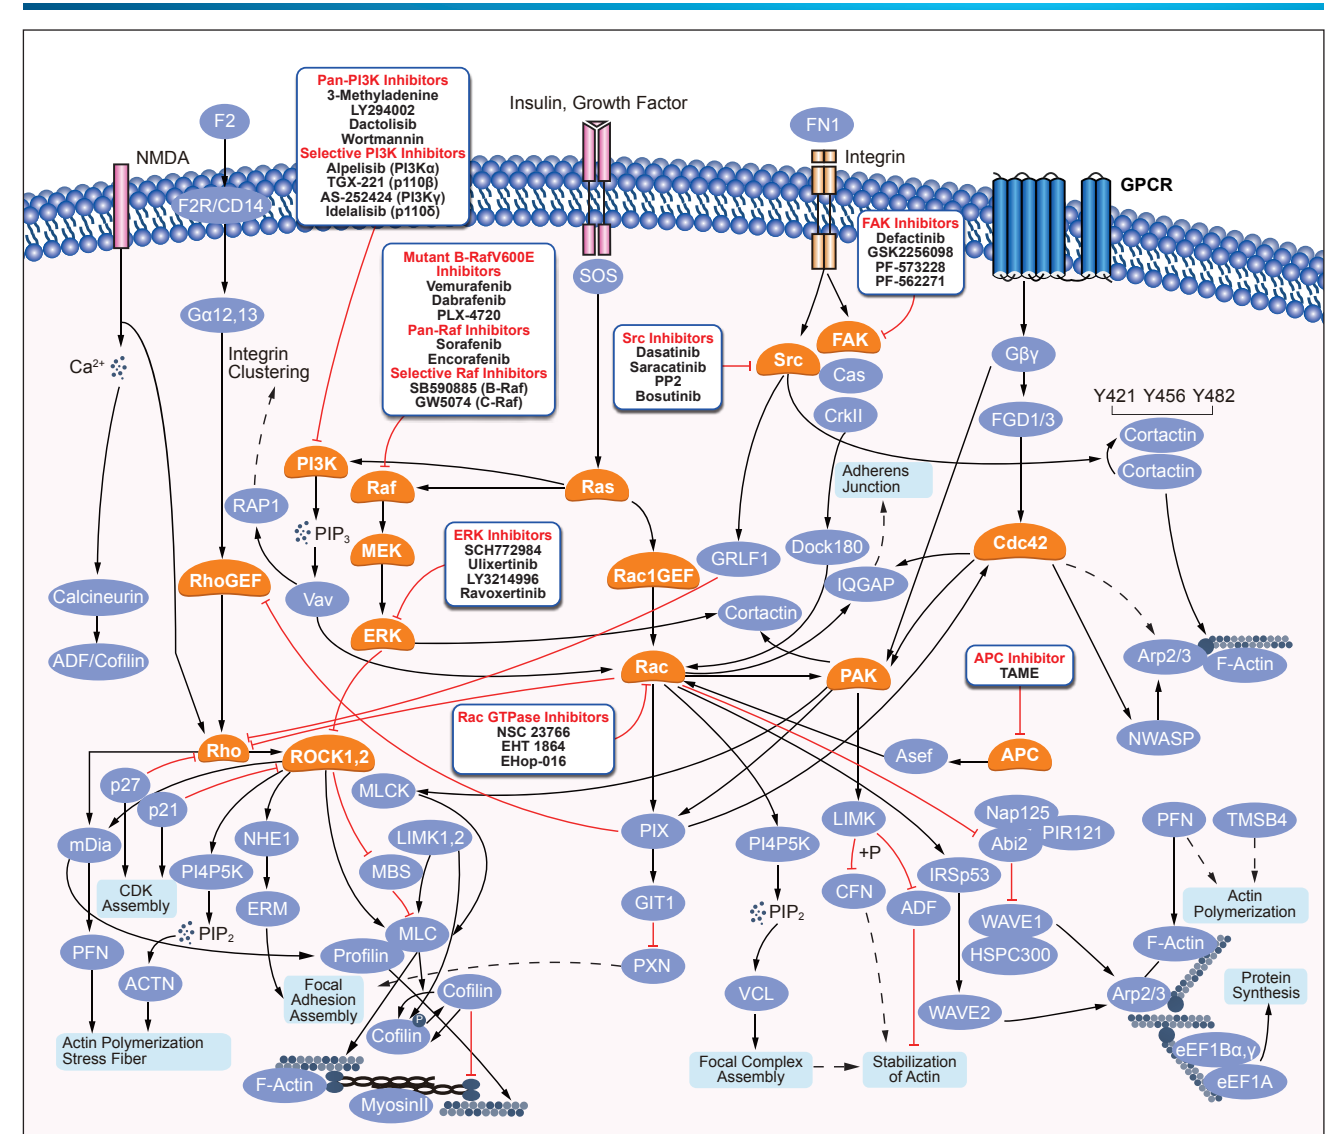 Pan-PI3K Inhibitors
3-Methyladenine
LY294002
Dactolisib
Wortmannin
Selective PI3K Inhibitors
Alpelisib (PI3Kα)
TGX-221 (p110β)
AS-252424 (PI3Kγ)
Idelalisib (p110δ)
Insulin, Growth Factor
F2
FN1
NMDA
Integrin
GPCR
F2R/CD14
FAK Inhibitors
Defactinib
GSK2256098
PF-573228
PF-562271
Mutant B-RafV600E
Inhibitors
Vemurafenib
Dabrafenib
PLX-4720
Pan-Raf Inhibitors
Sorafenib
Encorafenib
Selective Raf Inhibitors
SB590885 (B-Raf)
GW5074 (C-Raf)
SOS
Gα12,13
Src Inhibitors
Dasatinib
Saracatinib
PP2
Bosutinib
FAK
Src
Cas
CrkII
Gβγ
FGD1/3
Ca2+
Integrin
Clustering
Y421 Y456 Y482
Cortactin
Cortactin
PI3K
Raf
Ras
Adherens
Junction
RAP1
PIP3
MEK
ERK Inhibitors
SCH772984
Ulixertinib
LY3214996
Ravoxertinib
Dock180
Cdc42
GRLF1
Rac1GEF
IQGAP
RhoGEF
Calcineurin
Vav
Cortactin
ERK
ADF/Cofilin
Arp2/3
F-Actin
Rac
PAK
APC Inhibitor
TAME
Rac GTPase Inhibitors
NSC 23766
EHT 1864
EHop-016
NWASP
Rho
ROCK1,2
Asef
APC
p27
p21
MLCK
mDia
NHE1
LIMK1,2
PIX
PI4P5K
LIMK
+P
Nap125
Abi2
PIR121
PFN
TMSB4
PI4P5K
MBS
IRSp53
CFN
ADF
CDK
Assembly
ERM
GIT1
PIP2
WAVE1
HSPC300
Actin
Polymerization
PIP2
MLC
Profilin
F-Actin
PFN
ACTN
PXN
Focal
Adhesion
Assembly
Cofilin
VCL
Arp2/3
Protein
Synthesis
WAVE2
P
Cofilin
Actin Polymerization
Stress Fiber
Focal Complex
Assembly
Stabilization
of Actin
eEF1Bα,γ
eEF1A
F-Actin
MyosinII